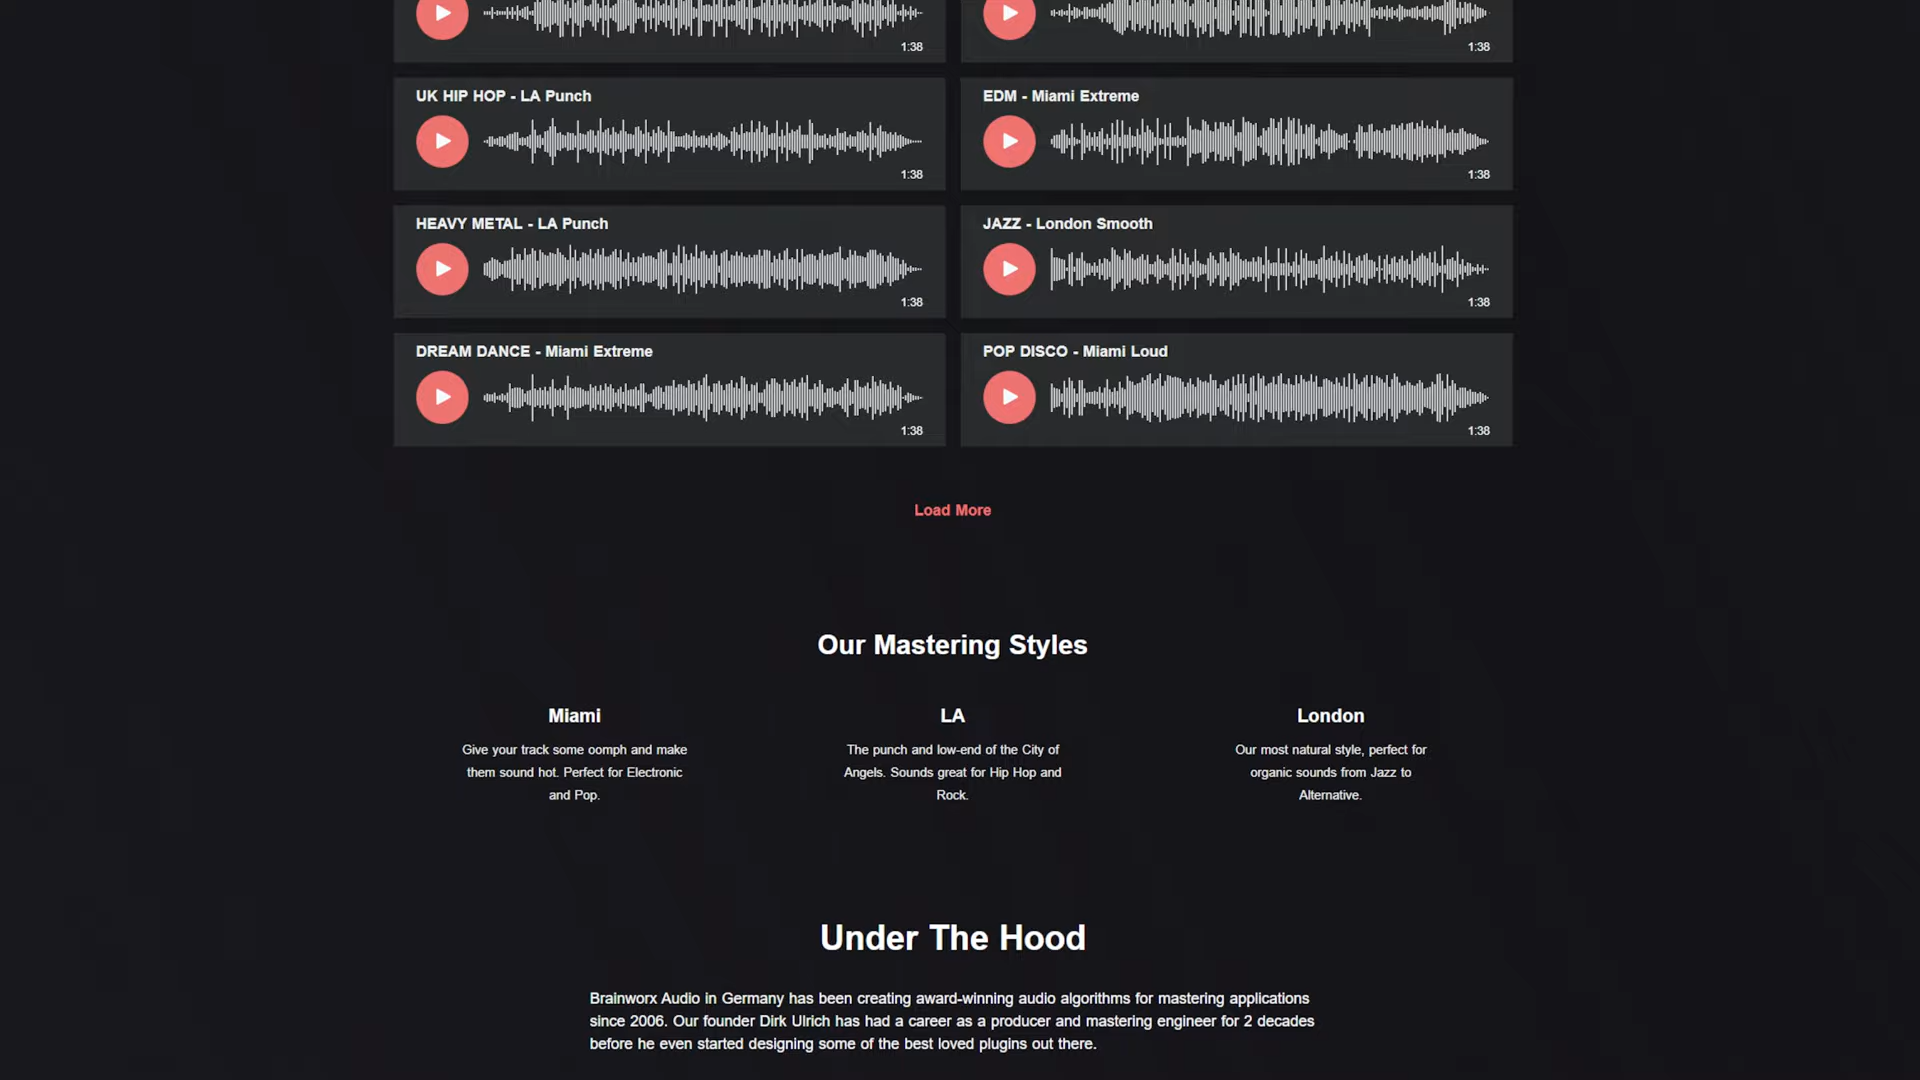 1:38
1:38
UK HIP HOP - LA Punch
1:38
EDM - Miami Extreme
1:38
HEAVY METAL - LA Punch
1:38
JAZZ - London Smooth
1:38
DREAM DANCE - Miami Extreme
1:38
POP DISCO - Miami Loud
1:38
Load More
Our Mastering Styles
Miami
Give your track some oomph and make
them sound hot. Perfect for Electronic
and Pop.
LA
The punch and low-end of the City of
Angels. Sounds great for Hip Hop and
Rock.
London
Our most natural style, perfect for
organic sounds from Jazz to
Alternative.
Under The Hood
Brainworx Audio in Germany has been creating award-winning audio algorithms for mastering applications
since 2006. Our founder Dirk Ulrich has had a career as a producer and mastering engineer for 2 decades
before he even started designing some of the best loved plugins out there.